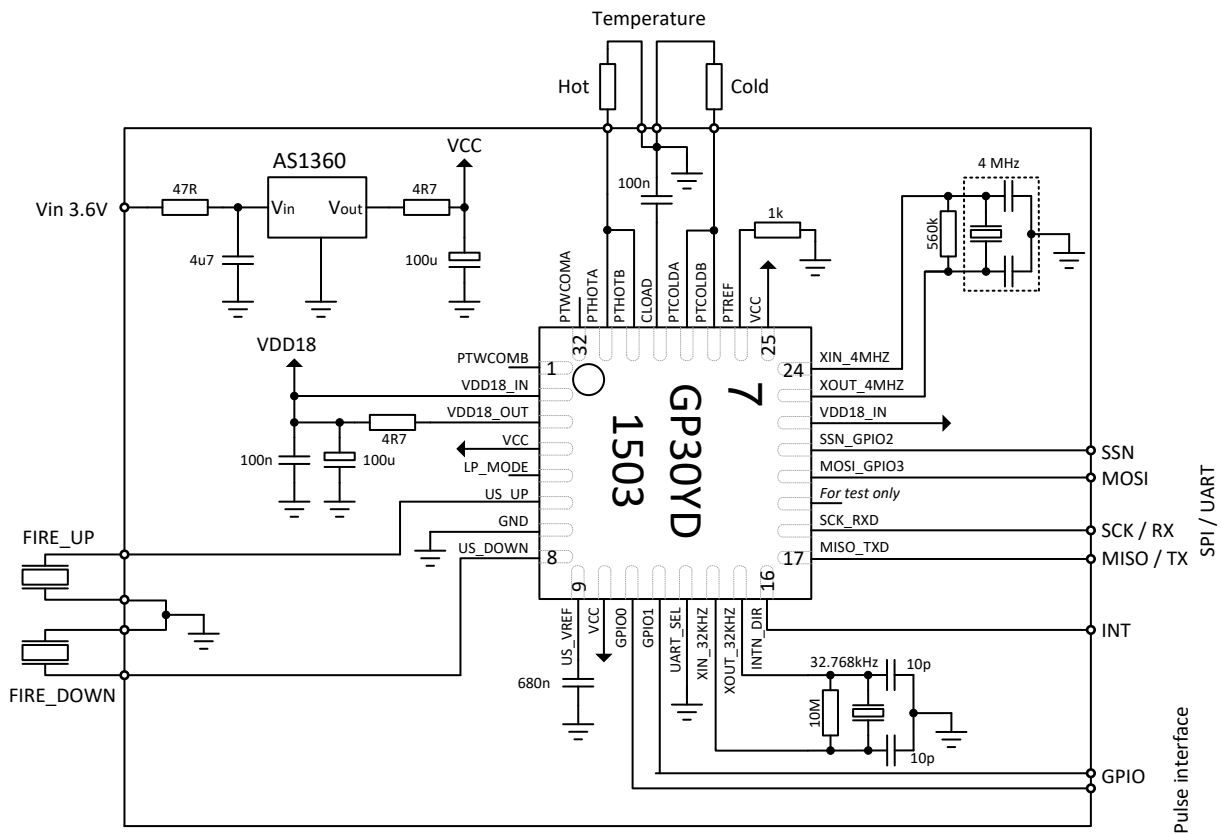 Temperature
Hot
Cold
VCC
AS1360
4 MHz
47R
4R7
100n
Vin 3.6V
Vin
Vout
1k
560k
4u7
100u
PTWCOMA
PTHOTA
PTHOTB
CLOAD
PTCOLDA
PTCOLDB
PTREF
VCC
VDD18
32
25
PTWCOMB
1
24
XIN_4MHZ
VDD18_IN
XOUT_4MHZ
VDD18_OUT
VDD18_IN
4R7
7
GP30YD
1503
VCC
SSN_GPIO2
SSN
100n
100u
LP_MODE
MOSI_GPIO3
MOSI
US_UP
For test only
SPI / UART
GND
SCK_RXD
SCK / RX
FIRE_UP
US_DOWN
8
17
MISO_TXD
MISO / TX
9
16
US_VREF
VCC
GPIO0
GPIO1
UART_SEL
XIN_32KHZ
XOUT_32KHZ
INTN_DIR
INT
32.768kHz
10p
680n
FIRE_DOWN
10M
10p
GPIO
Pulse interface